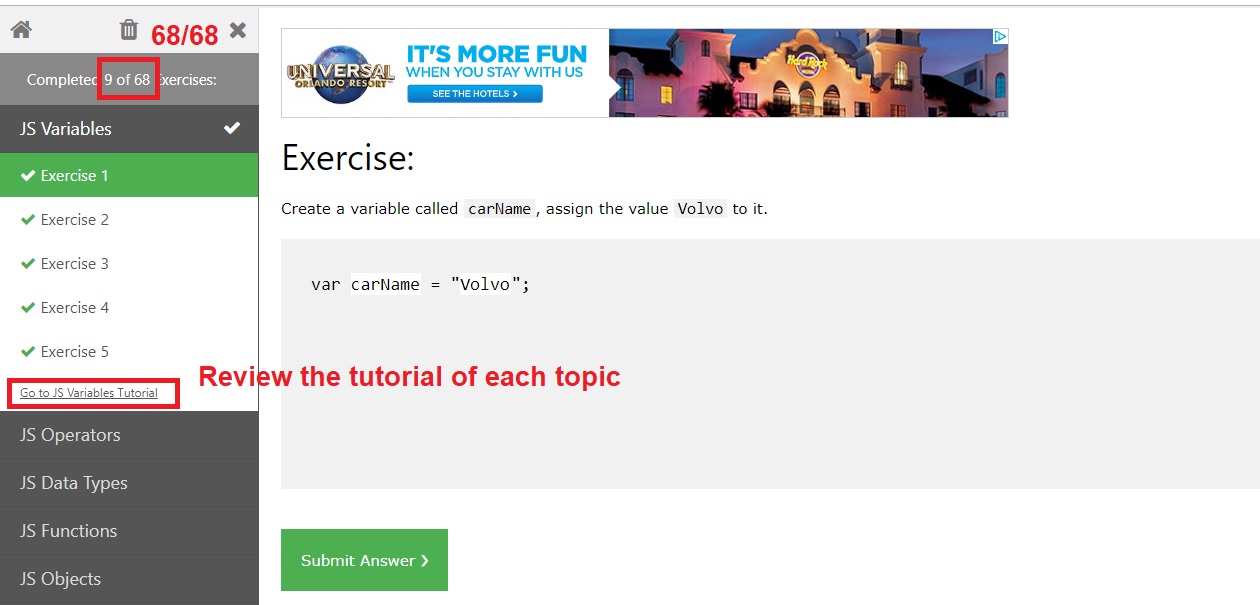 68/68
Completed 9 of 68 Exercises:
JS Variables
Exercise 1
Exercise 2
Exercise 3
Exercise 4
Exercise 5
Go to JS Variables Tutorial
Review the tutorial of each topic
JS Operators
JS Data Types
JS Functions
JS Objects
UNIVERSAL
ORLANDO RESORT
IT'S MORE FUN
WHEN YOU STAY WITH US
SEE THE HOTELS >
Hard Rock
Exercise:
Create a variable called carName, assign the value Volvo to it.
var carName = "Volvo";
Submit Answer ❯